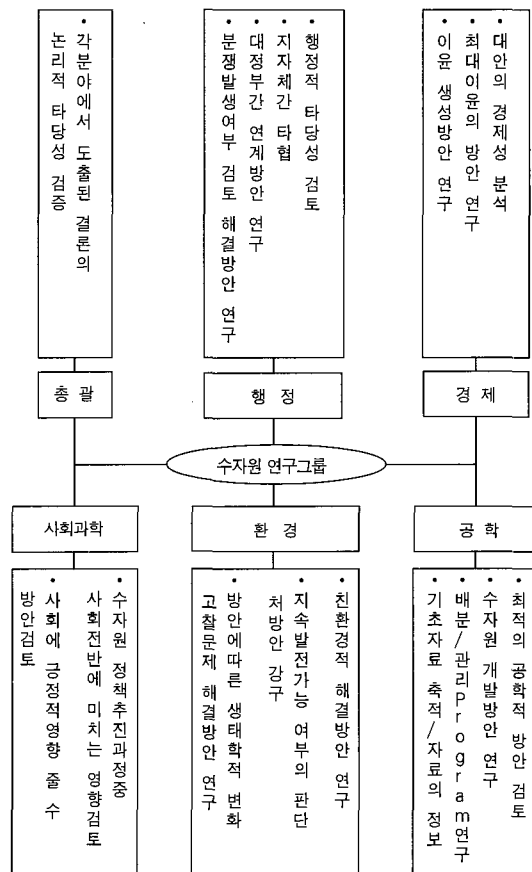 • 각분야에서 도출된 결론의
논리적 타당성 검증
총 괄
• 행정적 타당성 검토
• 지자체간 타협
• 대정부간 연계방안 연구
• 분쟁발생여부 검토 해결방안 연구
행 정
• 대안의 경제성 분석
• 최대이윤의 방안 연구
• 이윤 생성방안 연구
경 제
수자원 연구그룹
사회과학
• 수자원 정책추진과정중
사회전반에 미치는 영향검토
• 사회에 긍정적영향 줄 수
방안검토
환 경
• 친환경적 해결방안 연구
• 지속발전가능 여부의 판단
처방안 강구
• 방안에따른 생태학적 변화
고찰문제 해결방안 연구
공 학
• 최적의 공학적 방안 검토
• 수자원 개발방안 연구
• 배분/관리Program연구
• 기초자료 축적/자료의 정보